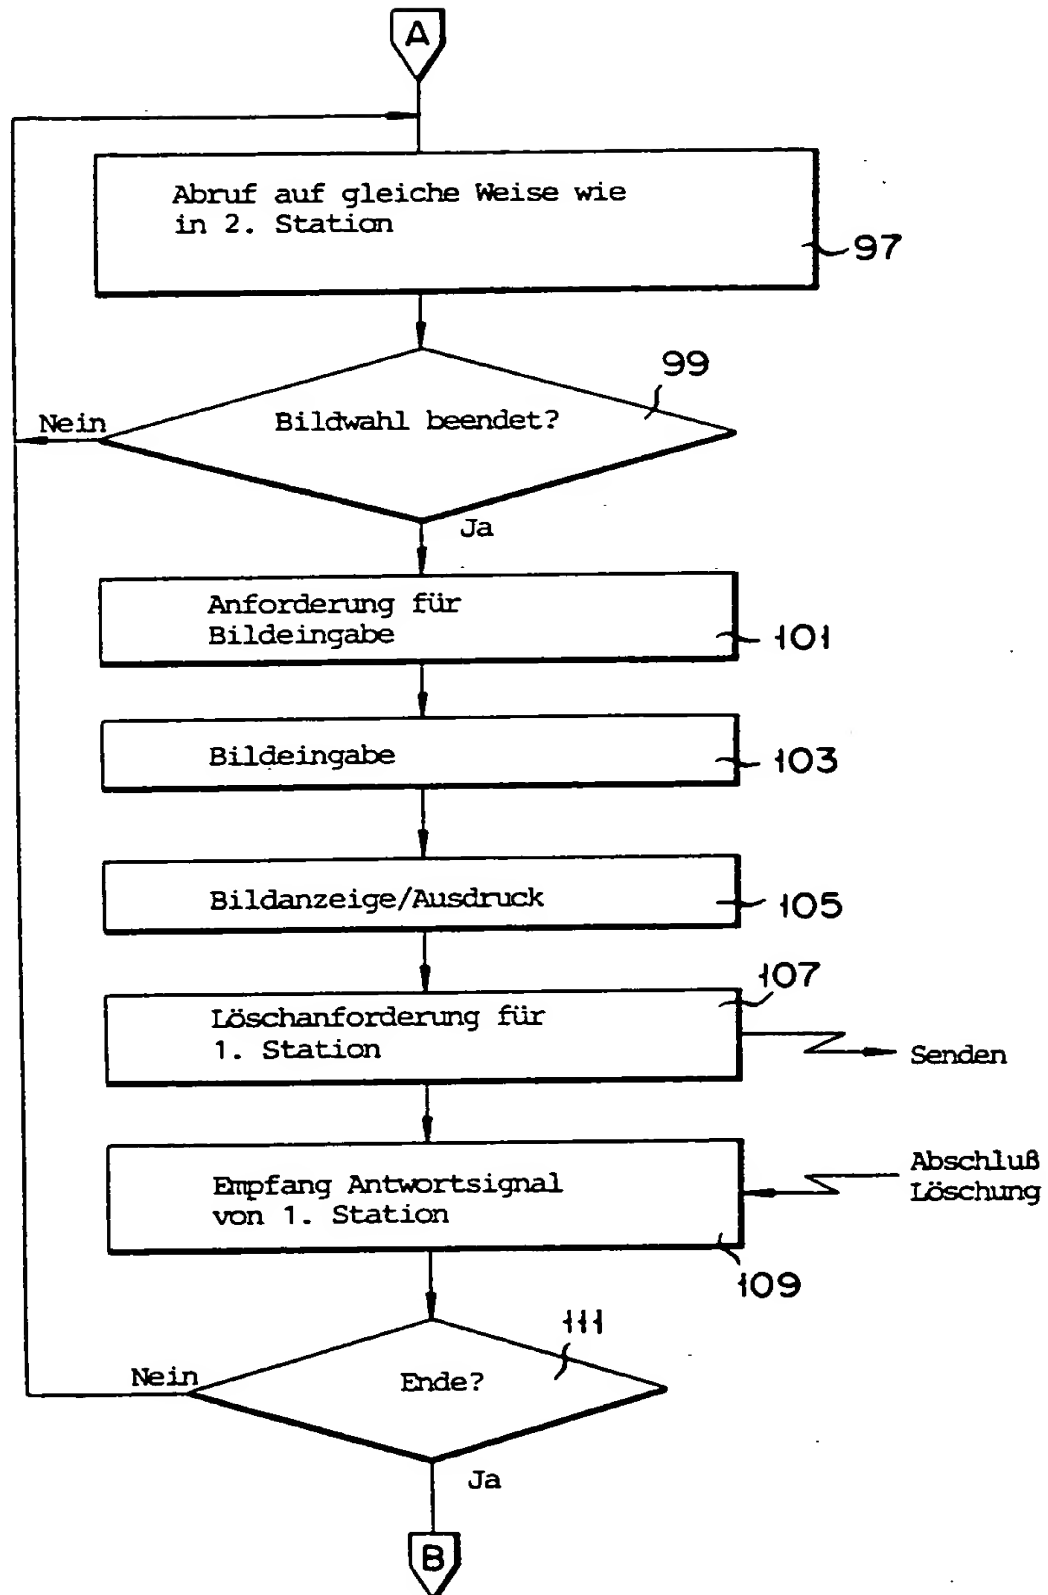 A
Abruf auf gleiche Weise wie
in 2. Station
97
99
Bildwahl beendet?
Nein
Ja
Anforderung für
Bildeingabe
101
Bildeingabe
103
Bildanzeige/Ausdruck
105
107
Löschanforderung für
1. Station
Senden
Empfang Antwortsignal
von 1. Station
Abschluß
Löschung
109
111
Nein
Ende?
Ja
B